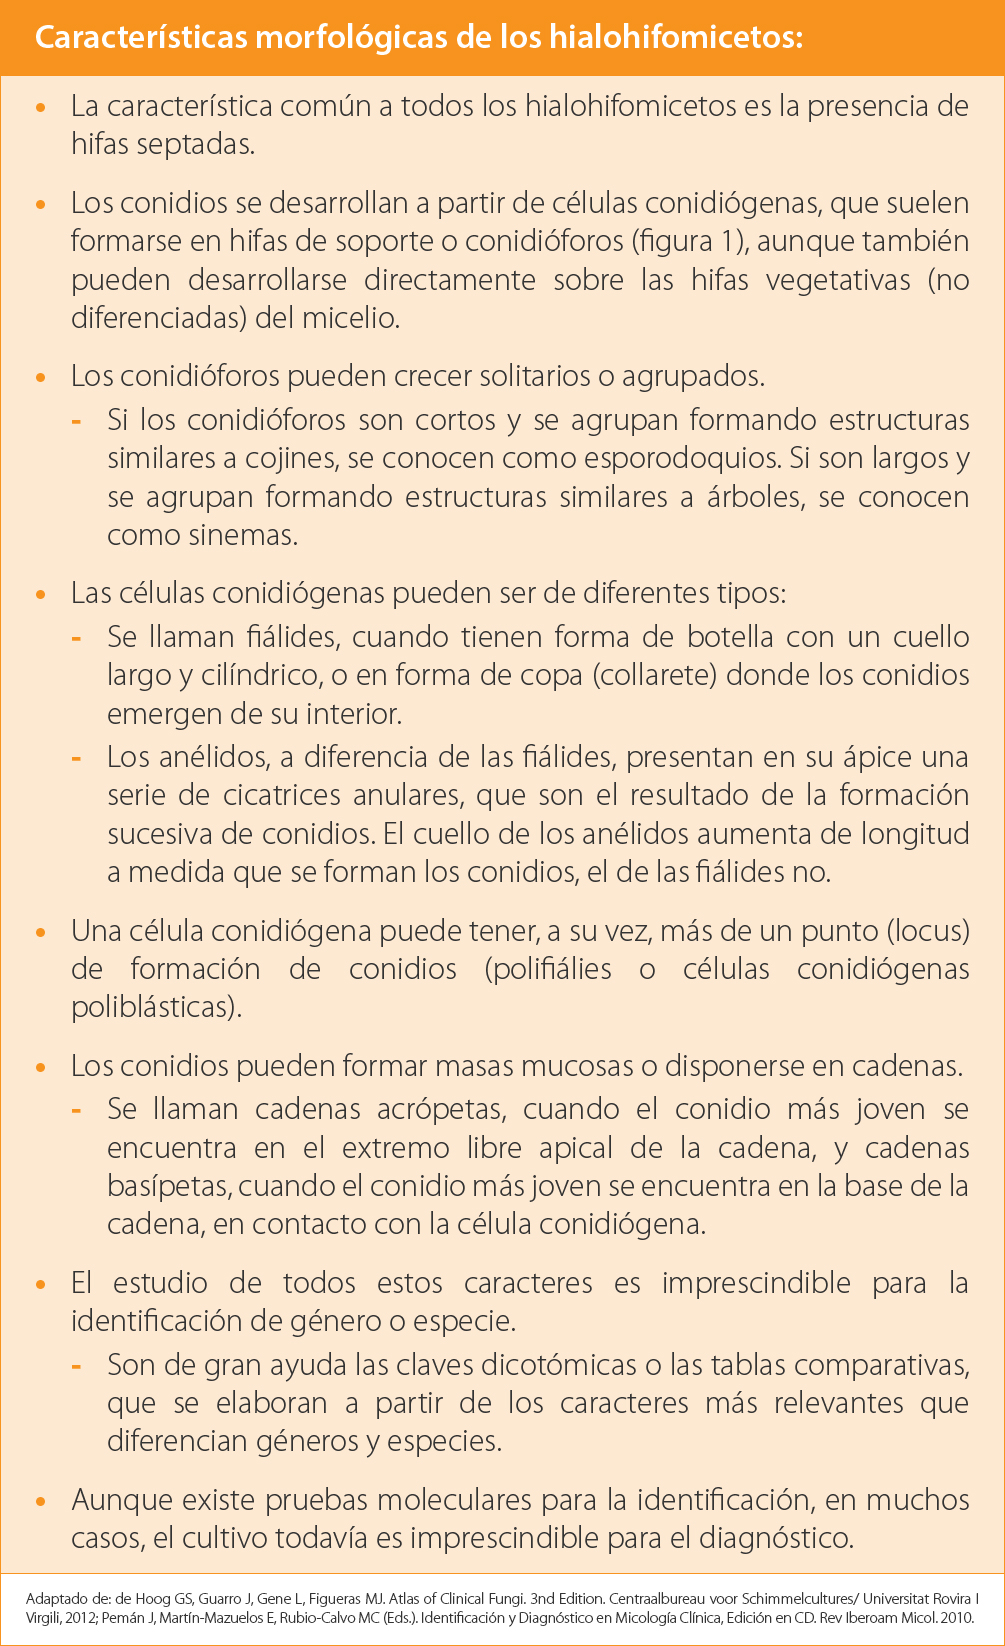 Características morfológicas de los hialohifomicetos:
• La característica común a todos los hialohifomicetos es la presencia de
hifas septadas.
• Los conidios se desarrollan a partir de células conidiógenas, que suelen
formarse en hifas de soporte o conidióforos (figura 1), aunque también
pueden desarrollarse directamente sobre las hifas vegetativas (no
diferenciadas) del micelio.
• Los conidióforos pueden crecer solitarios o agrupados.
- Si los conidióforos son cortos y se agrupan formando estructuras
similares a cojines, se conocen como esporodoquios. Si son largos y
se agrupan formando estructuras similares a árboles, se conocen
como sinemas.
• Las células conidiógenas pueden ser de diferentes tipos:
- Se llaman fiálides, cuando tienen forma de botella con un cuello
largo y cilíndrico, o en forma de copa (collarete) donde los conidios
emergen de su interior.
- Los anélidos, a diferencia de las fiálides, presentan en su ápice una
serie de cicatrices anulares, que son el resultado de la formación
sucesiva de conidios. El cuello de los anélidos aumenta de longitud
a medida que se forman los conidios, el de las fiálides no.
• Una célula conidiógena puede tener, a su vez, más de un punto (locus)
de formación de conidios (polifiálies o células conidiógenas
poliblásticas).
• Los conidios pueden formar masas mucosas o disponerse en cadenas.
- Se llaman cadenas acrópetas, cuando el conidio más joven se
encuentra en el extremo libre apical de la cadena, y cadenas
basípetas, cuando el conidio más joven se encuentra en la base de la
cadena, en contacto con la célula conidiógena.
• El estudio de todos estos caracteres es imprescindible para la
identificación de género o especie.
- Son de gran ayuda las claves dicotómicas o las tablas comparativas,
que se elaboran a partir de los caracteres más relevantes que
diferencian géneros y especies.
• Aunque existe pruebas moleculares para la identificación, en muchos
casos, el cultivo todavía es imprescindible para el diagnóstico.
Adaptado de: de Hoog GS, Guarro J, Gene L, Figueras MJ. Atlas of Clinical Fungi. 3nd Edition. Centraalbureau voor Schimmelcultures/ Universitat Rovira I
Virgili, 2012; Pemán J, Martín-Mazuelos E, Rubio-Calvo MC (Eds.). Identificación y Diagnóstico en Micología Clínica, Edición en CD. Rev Iberoam Micol. 2010.